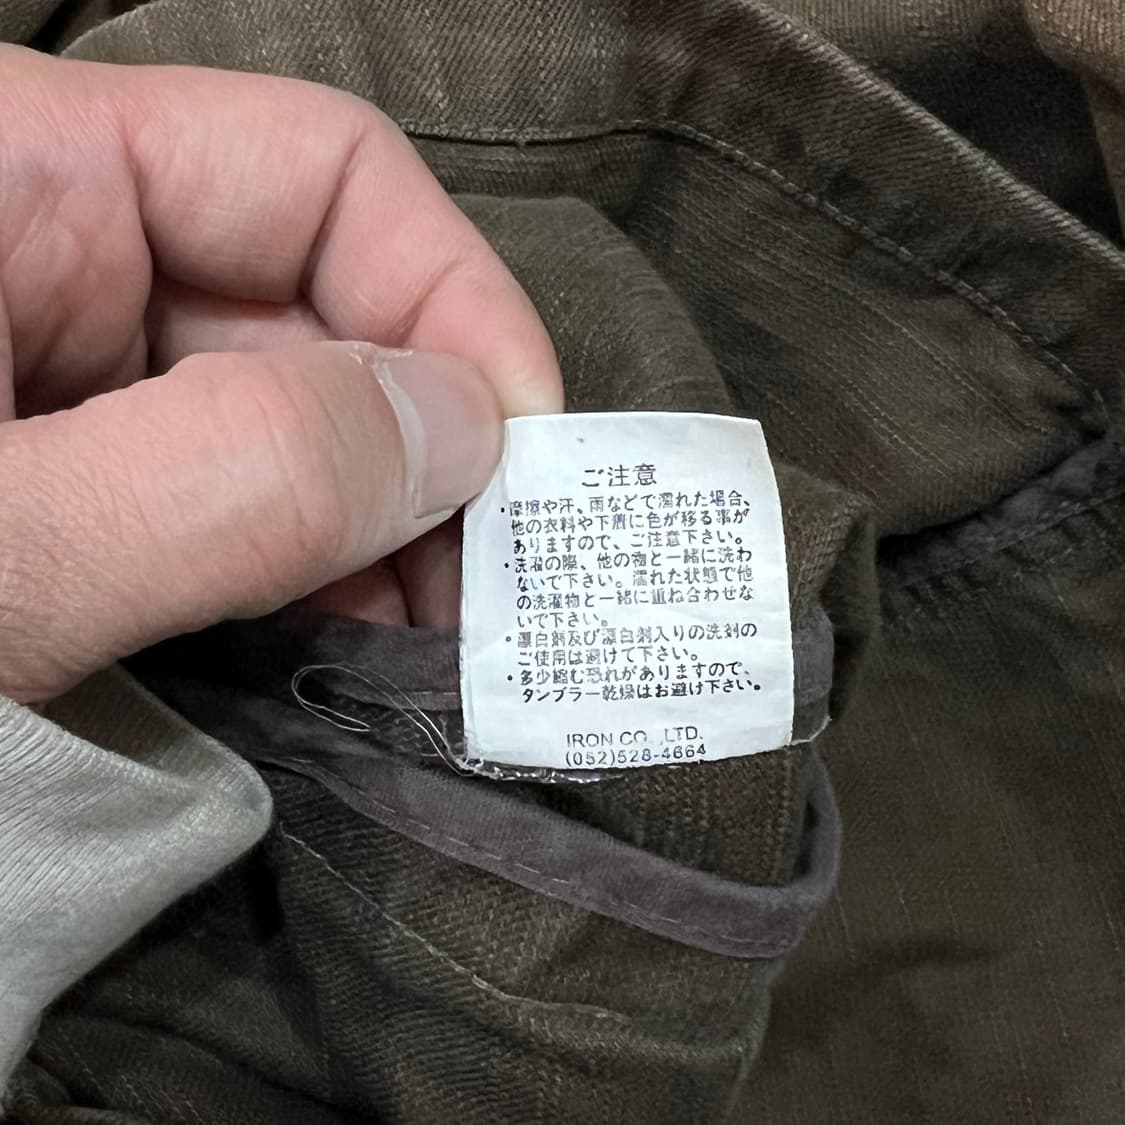 ご注意
・摩擦や汗、雨などで濡れた場合、
他の衣料や下着に色が移る事が
ありますので、ご注意下さい。
・洗濯の際、他の物と一緒に洗わ
ないで下さい。濡れた状態で他
の洗濯物と一緒に重ね合わせな
いで下さい。
・漂白剤及び漂白剤入りの洗剤の
ご使用は避けて下さい。
・多少縮む恐れがありますので、
タンブラー乾燥はお避け下さい。
IRON CO.,LTD.
(052)528-4664